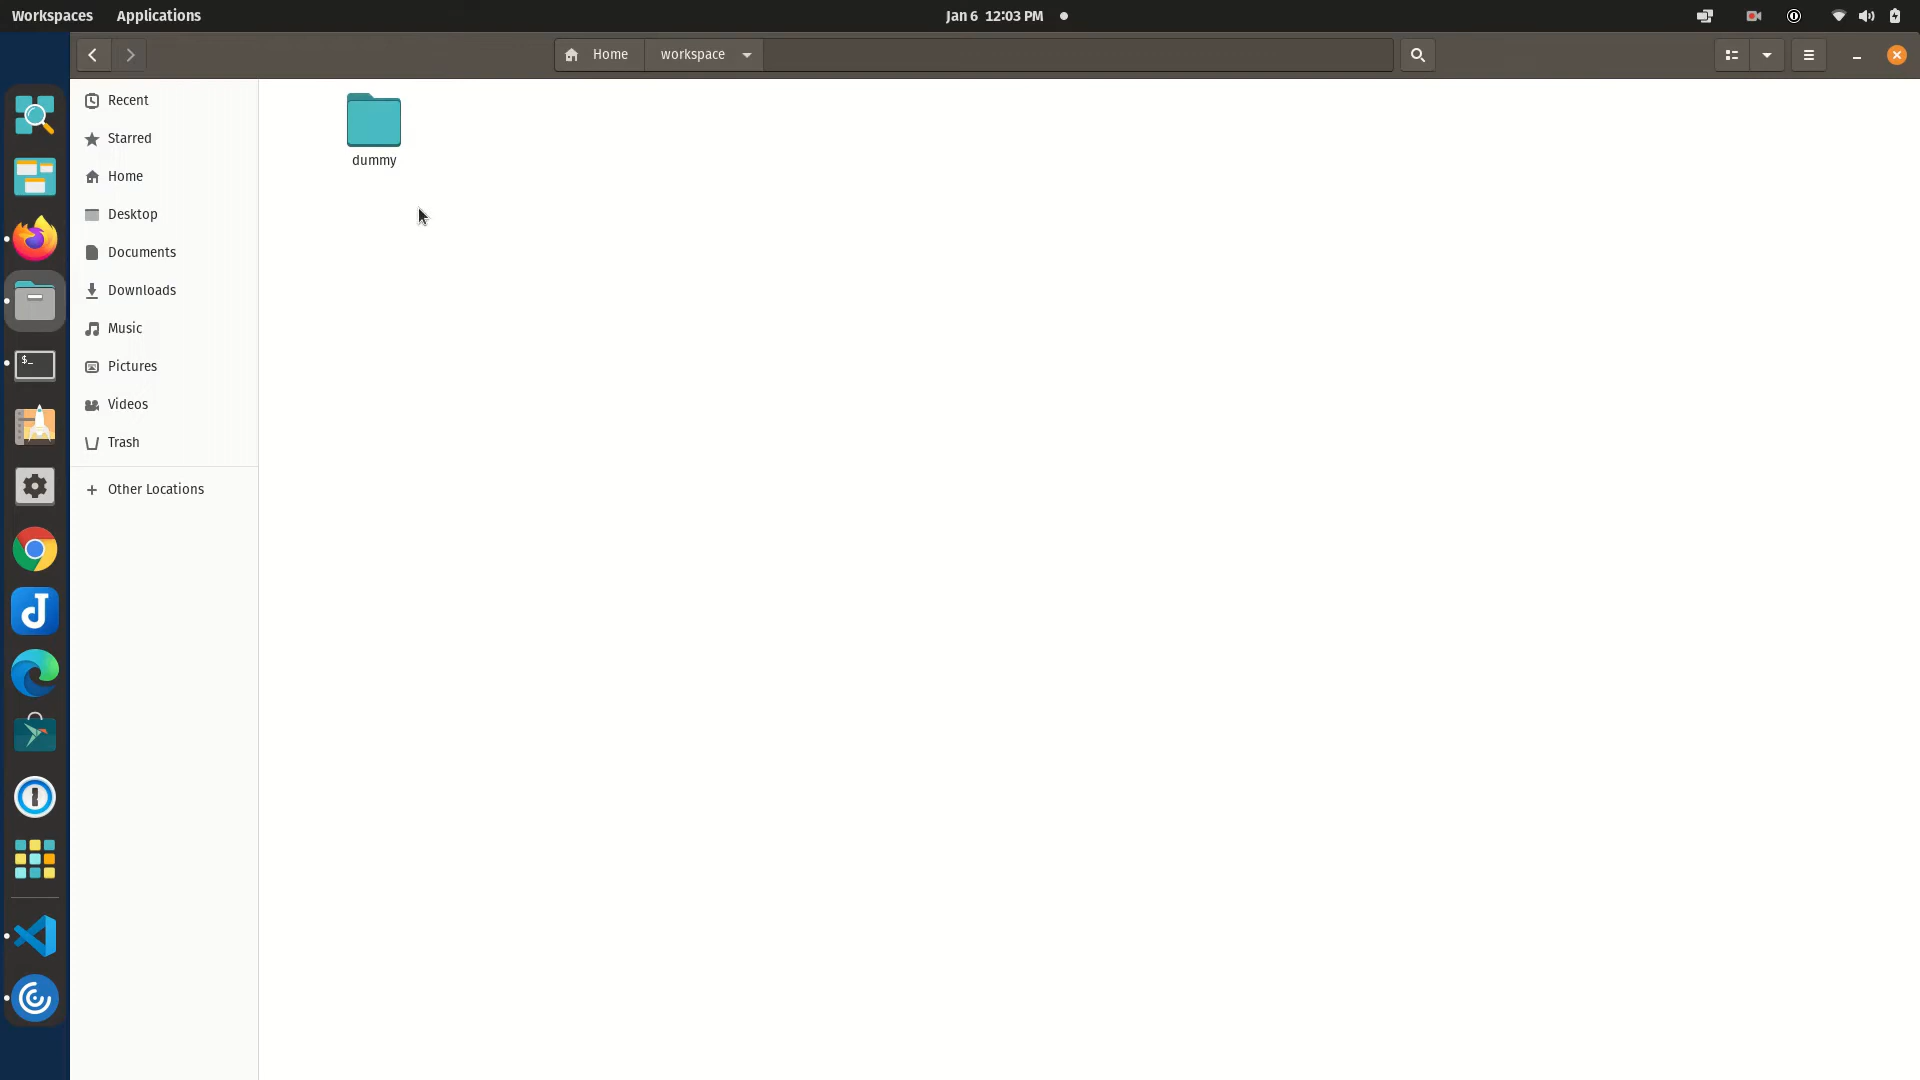 Workspaces Applications Jan 6 12:03 PM
Home workspace
Recent
Starred
Home
Desktop
Documents
Downloads
Music
Pictures
Videos
Trash
Other Locations
dummy
$_